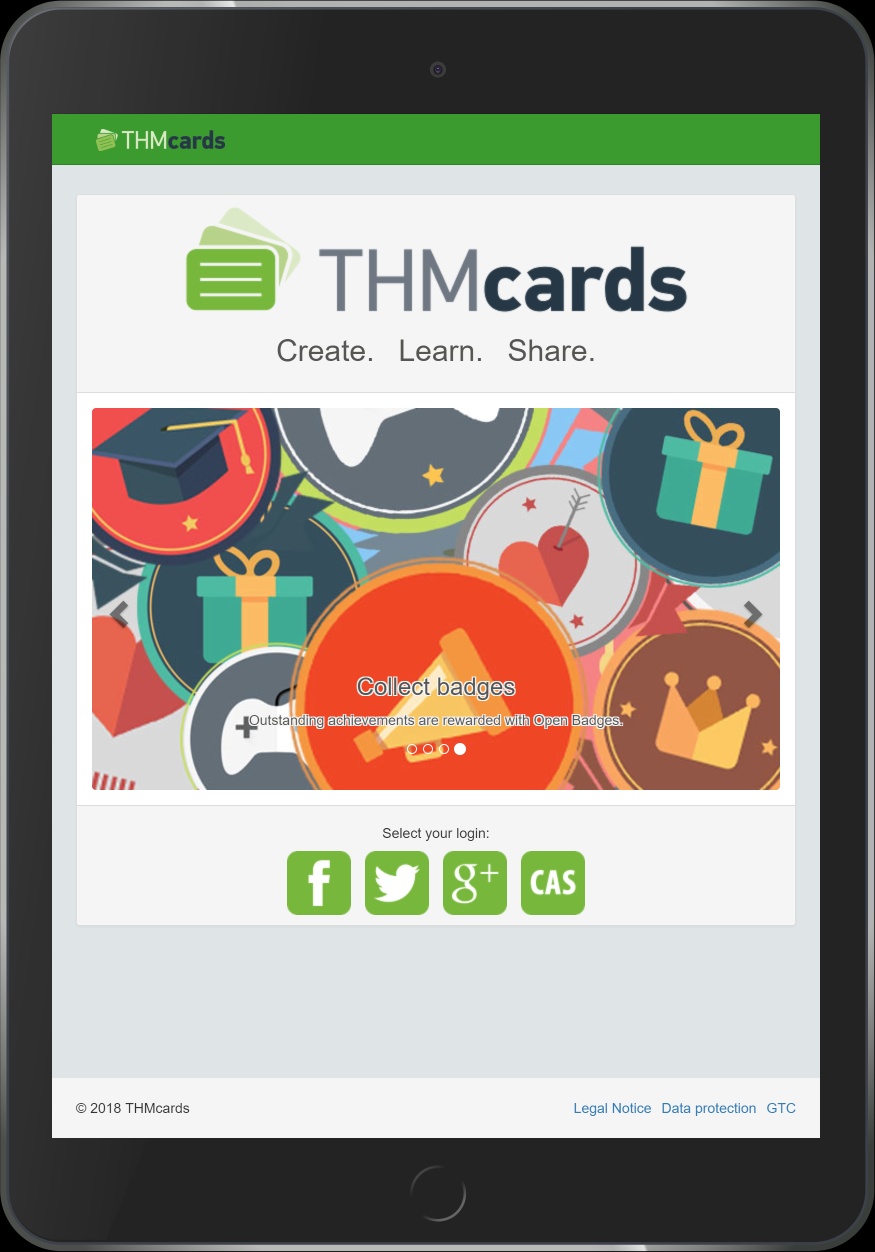 THMcards
THMcards
Create. Learn. Share.
Collect badges
Outstanding achievements are rewarded with Open Badges.
Select your login:
f g+ CAS
© 2018 THMcards Legal Notice Data protection GTC